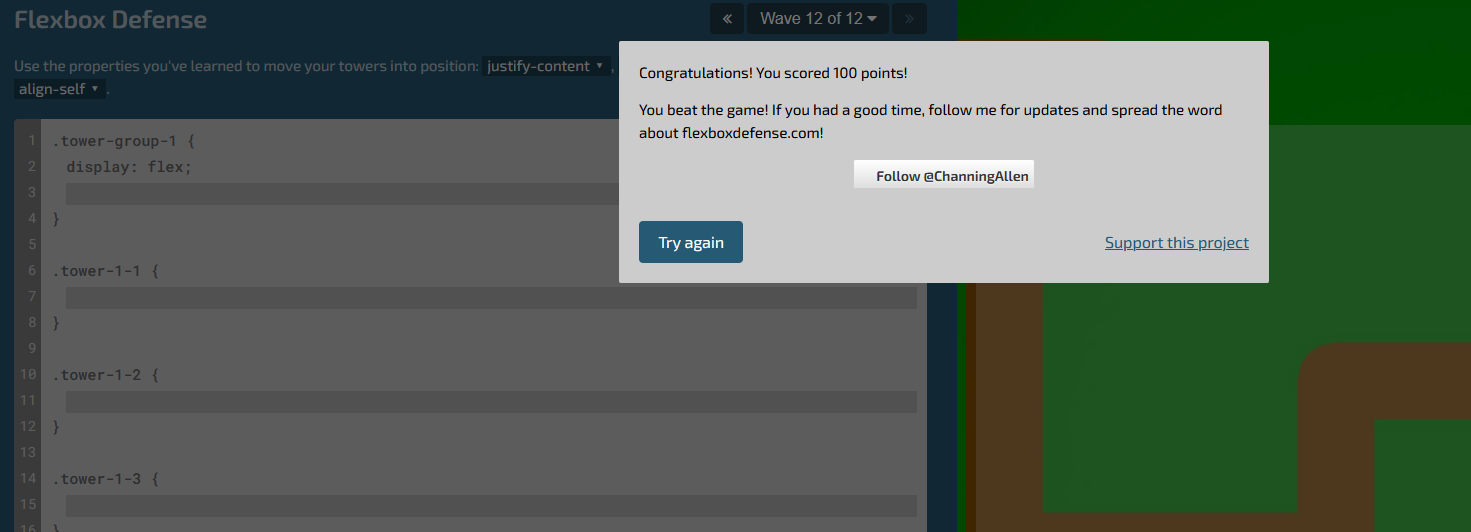 Flexbox Defense
«
Wave 12 of 12
»
Use the properties you've learned to move your towers into position: justify-content ,
align-self .
1 .tower-group-1 {
2 display: flex;
3
4 }
5
6 .tower-1-1 {
7
8 }
9
10 .tower-1-2 {
11
12 }
13
14 .tower-1-3 {
15
16 }
Congratulations! You scored 100 points!
You beat the game! If you had a good time, follow me for updates and spread the word
about flexboxdefense.com!
Follow @ChanningAllen
Try again
Support this project